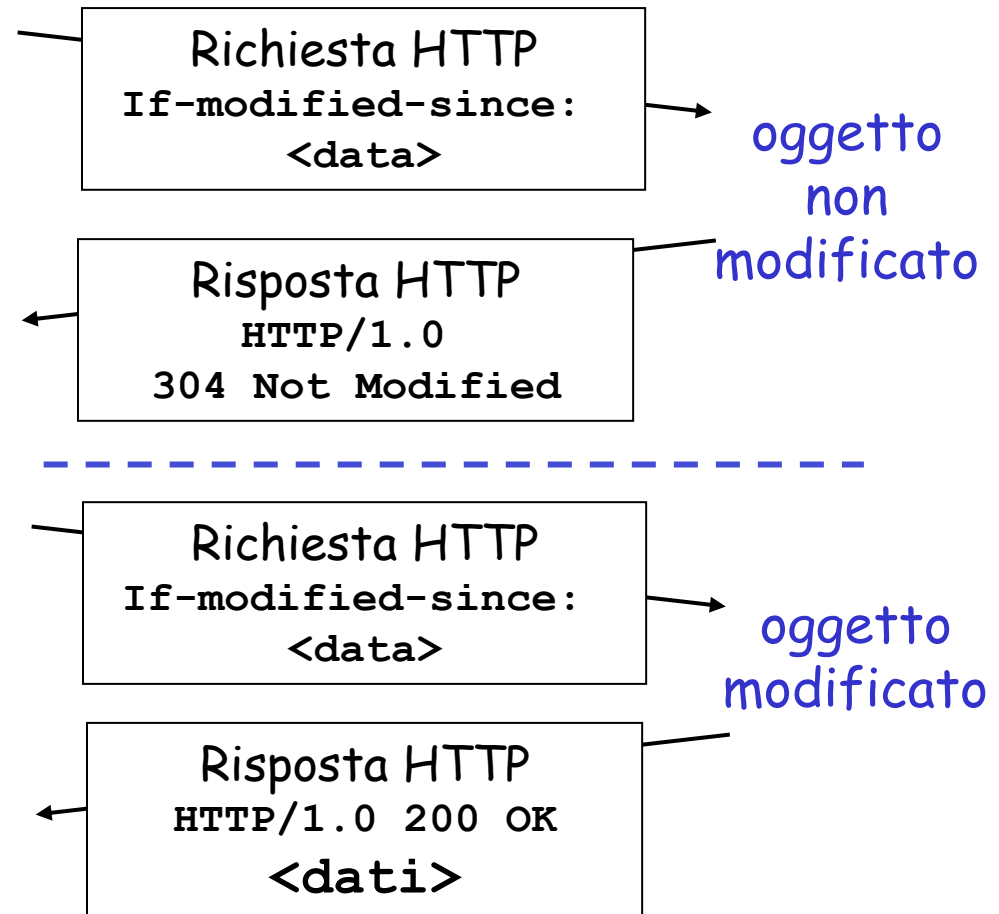 Richiesta HTTP
If-modified-since:
<data>
oggetto
non
modificato
Risposta HTTP
HTTP/1.0
304 Not Modified
Richiesta HTTP
If-modified-since:
<data>
oggetto
modificato
Risposta HTTP
HTTP/1.0 200 OK
<dati>